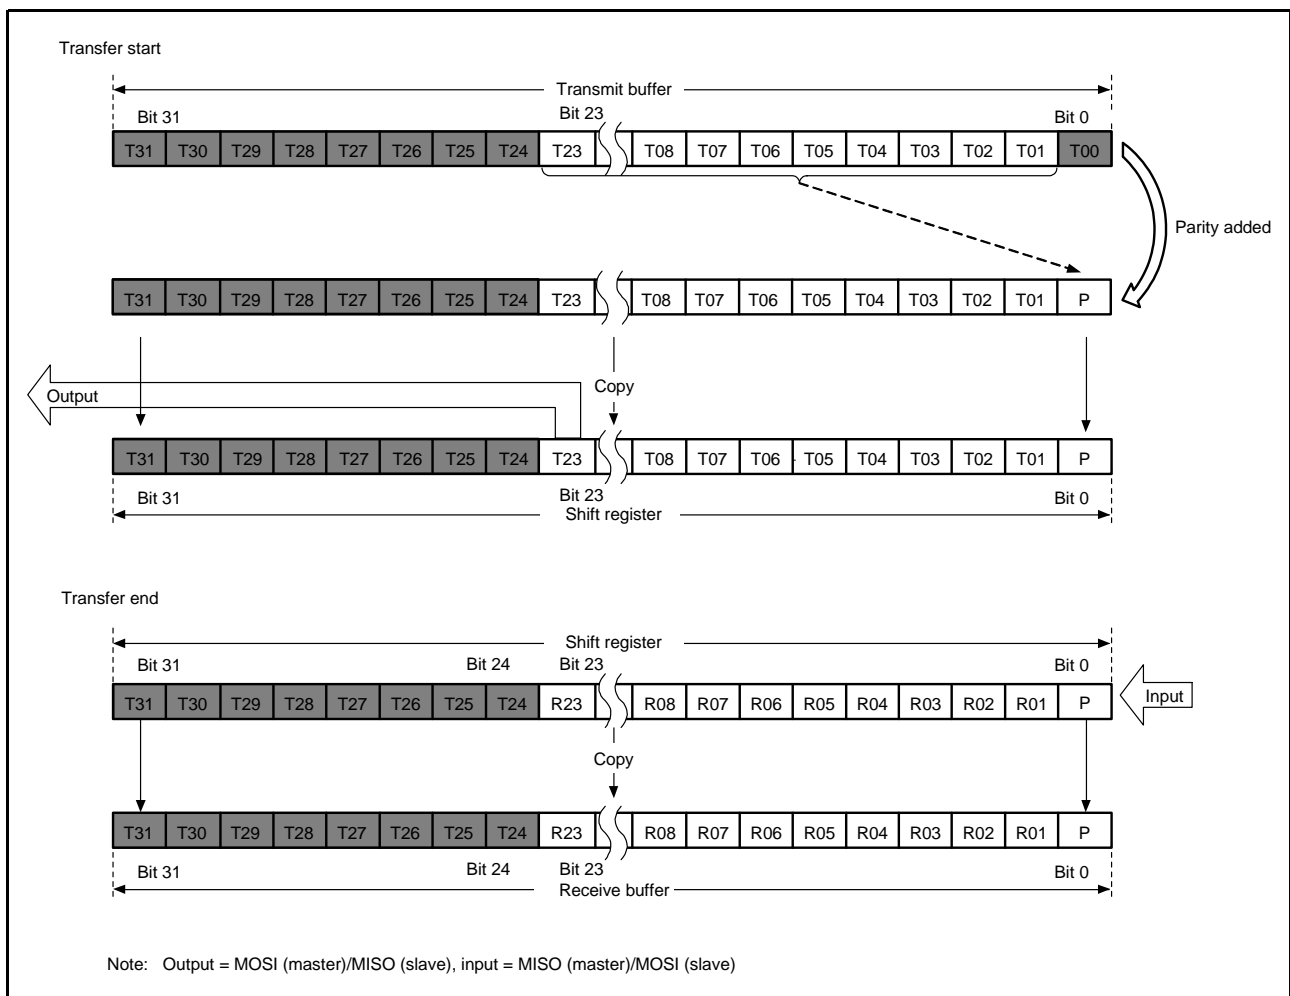 Transfer start
Transmit buffer
Bit 31 Bit 23 Bit 0
T31 T30 T29 T28 T27 T26 T25 T24 T23 T08 T07 T06 T05 T04 T03 T02 T01 T00
Parity added
T31 T30 T29 T28 T27 T26 T25 T24 T23 T08 T07 T06 T05 T04 T03 T02 T01 P
Copy
Output
T31 T30 T29 T28 T27 T26 T25 T24 T23 T08 T07 T06 T05 T04 T03 T02 T01 P
Bit 31 Bit 23 Bit 0
Shift register
Transfer end
Shift register
Bit 31 Bit 24 Bit 23 Bit 0
T31 T30 T29 T28 T27 T26 T25 T24 R23 R08 R07 R06 R05 R04 R03 R02 R01 P Input
Copy
T31 T30 T29 T28 T27 T26 T25 T24 R23 R08 R07 R06 R05 R04 R03 R02 R01 P
Bit 31 Bit 24 Bit 23 Bit 0
Receive buffer
Note: Output = MOSI (master)/MISO (slave), input = MISO (master)/MOSI (slave)